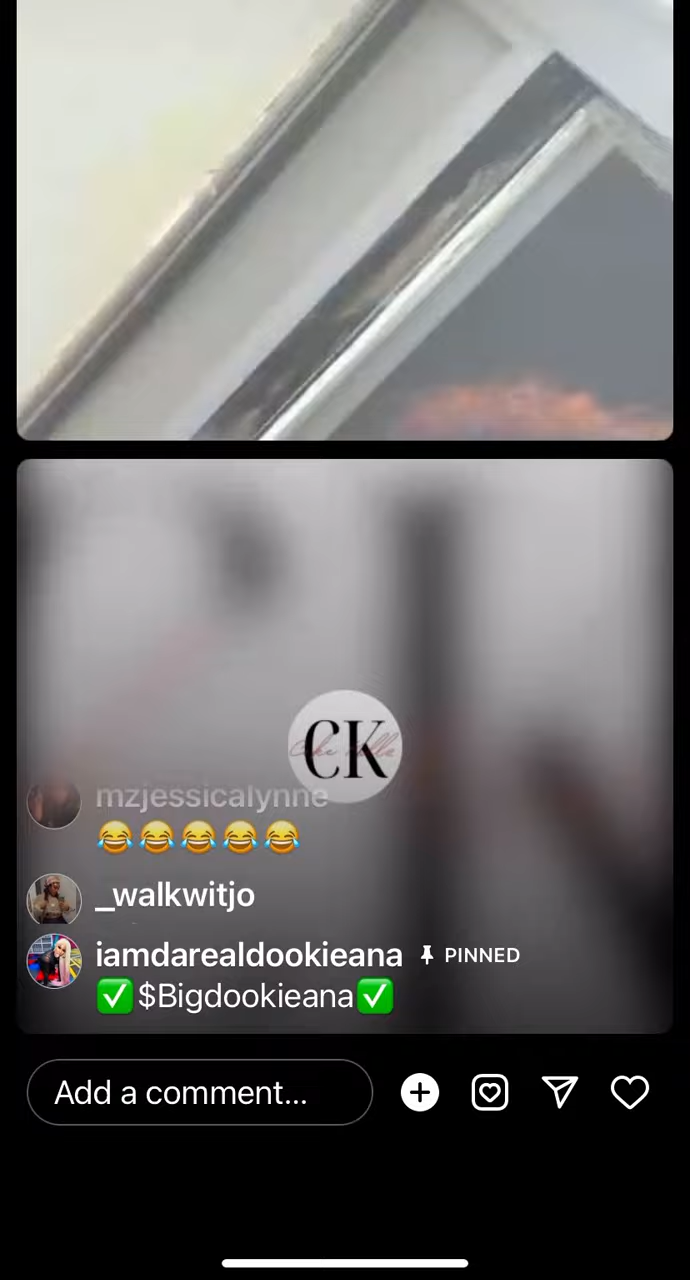 CK
mzjessicalynne
😂😂😂😂😂
_walkwitjo
iamdarealdookieana PINNED
✅$Bigdookieana✅
Add a comment...